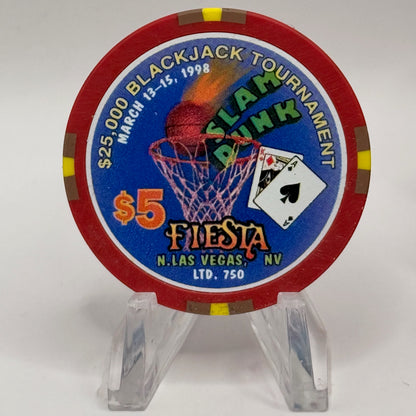 $25,000 BLACKJACK TOURNAMENT
MARCH 13-15, 1998
SLAM
DUNK
A
$5
FIESTA
N.LAS VEGAS, NV
LTD. 750